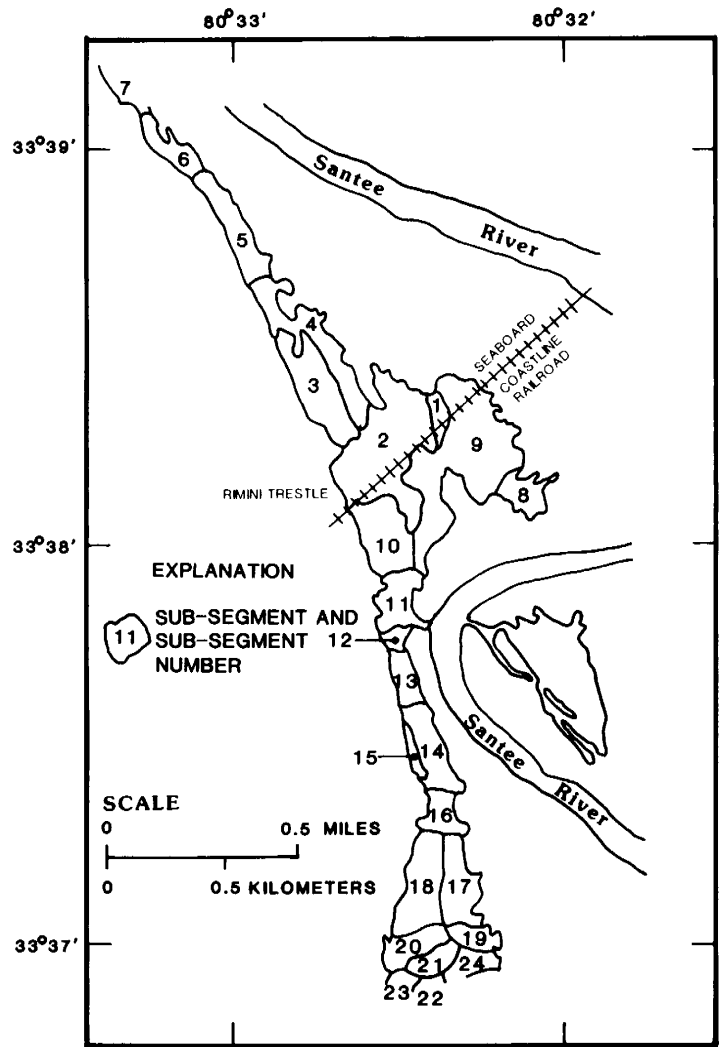 80°33' 80°32'
7
33°39'
6
Santee
River
5
4
SEABOARD
COASTLINE
RAILROAD
3
1
2
9
RIMINI TRESTLE
8
33°38'
10
EXPLANATION
11
SUB-SEGMENT AND
SUB-SEGMENT
NUMBER
11
12
13
Santee
River
15
14
SCALE
0 0.5 MILES
0 0.5 KILOMETERS
16
18 17
33°37'
20 19
21 24
23 22